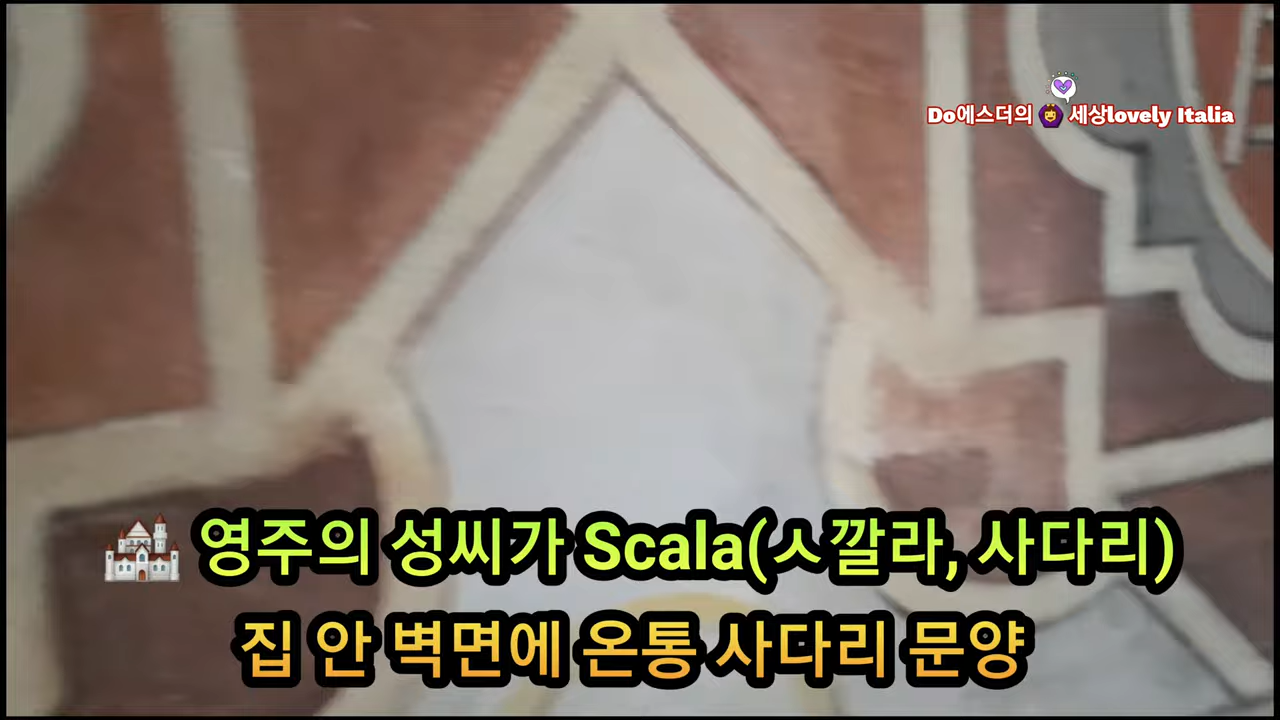 Do에스더의 🙆‍♀️ 세상lovely Italia
🏰 영주의 성씨가 Scala(ㅅ깔라, 사다리)
집 안 벽면에 온통 사다리 문양